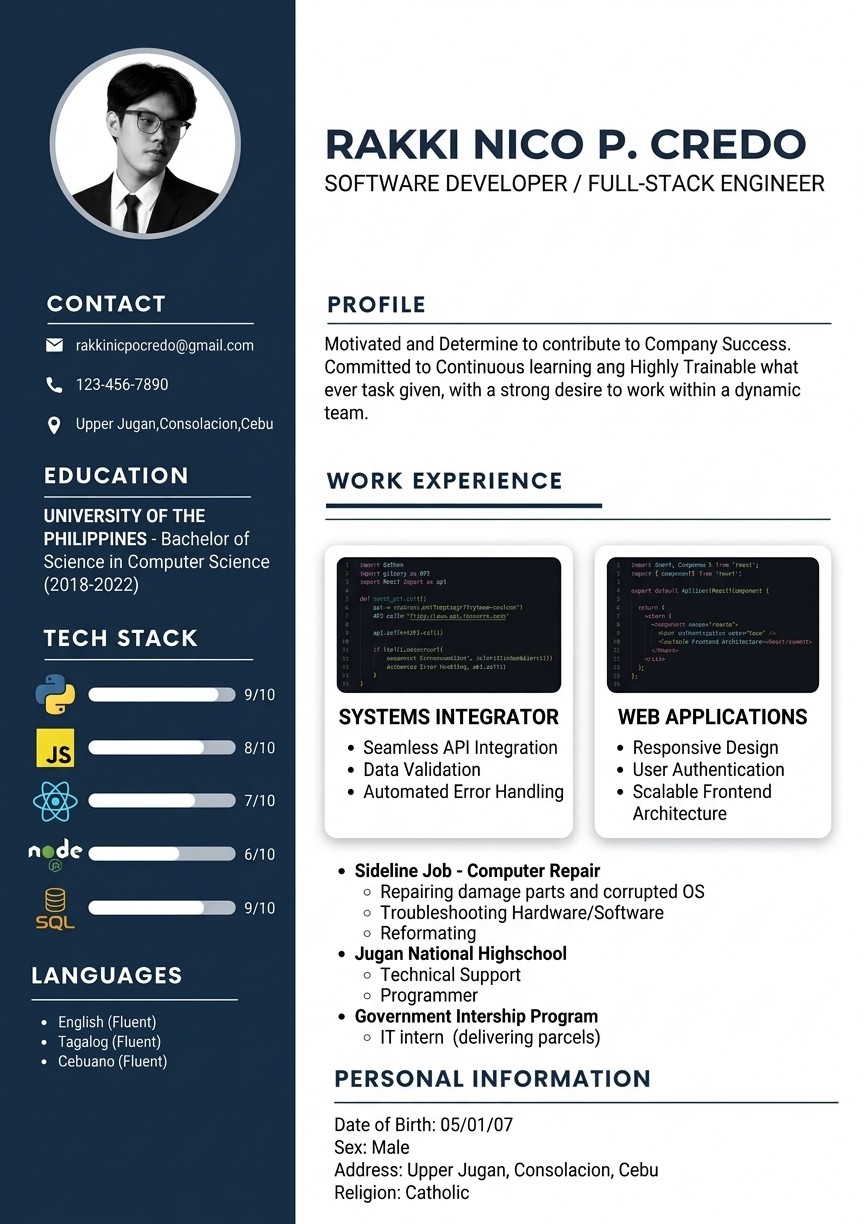 RAKKI NICO P. CREDO
SOFTWARE DEVELOPER / FULL-STACK ENGINEER
CONTACT
rakkinicpocredo@gmail.com
123-456-7890
Upper Jugan,Consolacion,Cebu
EDUCATION
UNIVERSITY OF THE
PHILIPPINES - Bachelor of
Science in Computer Science
(2018-2022)
TECH STACK
9/10
JS
8/10
7/10
node
6/10
SQL
9/10
LANGUAGES
• English (Fluent)
• Tagalog (Fluent)
• Cebuano (Fluent)
PROFILE
Motivated and Determine to contribute to Company Success.
Committed to Continuous learning ang Highly Trainable what
ever task given, with a strong desire to work within a dynamic
team.
WORK EXPERIENCE
SYSTEMS INTEGRATOR
• Seamless API Integration
• Data Validation
• Automated Error Handling
WEB APPLICATIONS
• Responsive Design
• User Authentication
• Scalable Frontend
Architecture
• Sideline Job - Computer Repair
○ Repairing damage parts and corrupted OS
○ Troubleshooting Hardware/Software
○ Reformating
• Jugan National Highschool
○ Technical Support
○ Programmer
• Government Intership Program
○ IT intern (delivering parcels)
PERSONAL INFORMATION
Date of Birth: 05/01/07
Sex: Male
Address: Upper Jugan, Consolacion, Cebu
Religion: Catholic